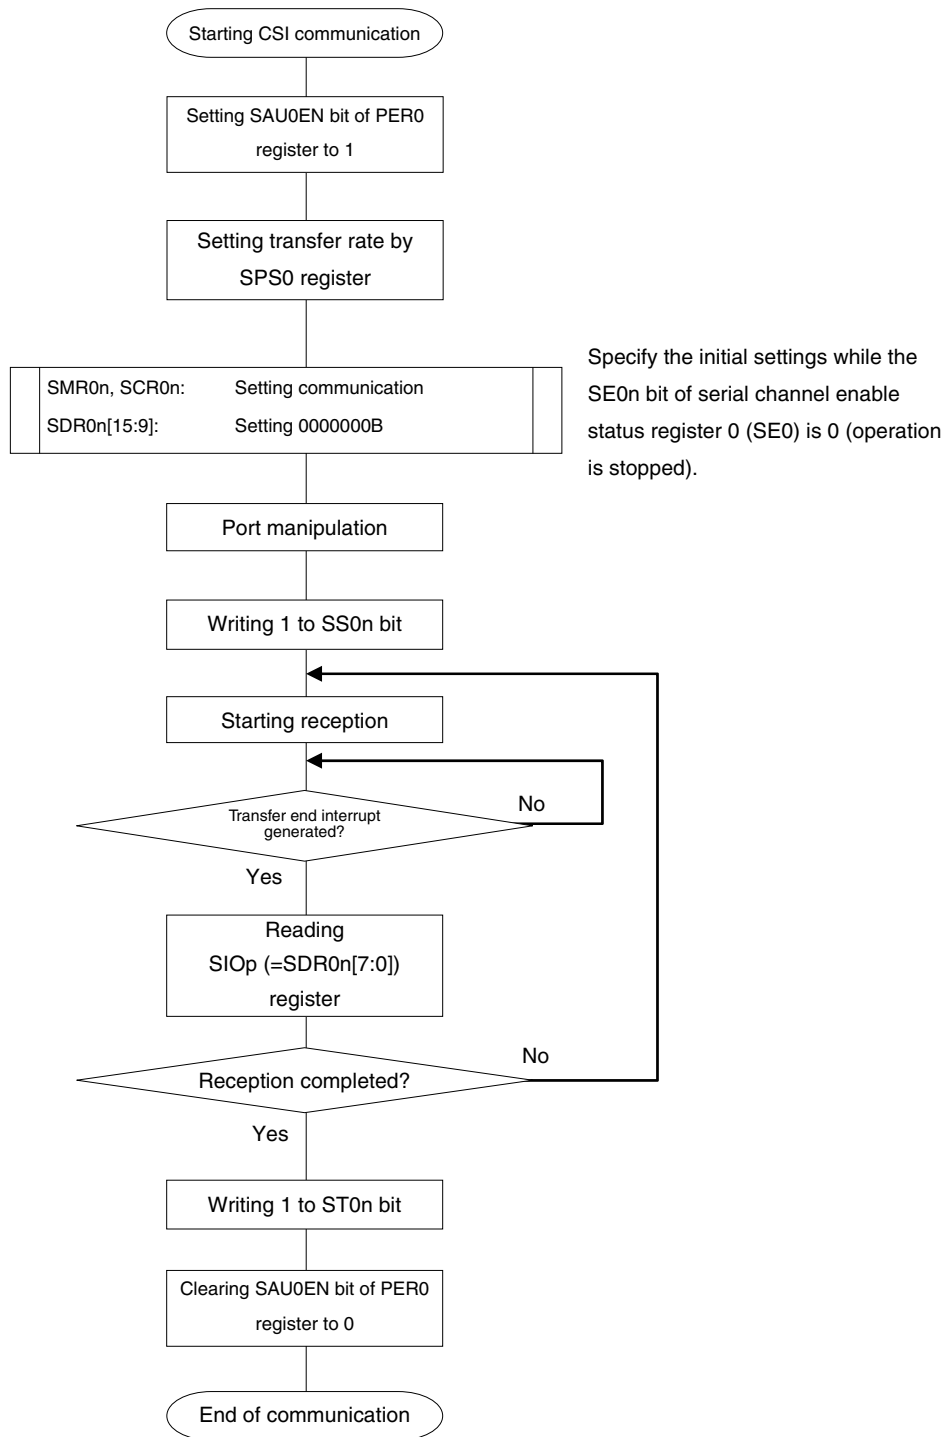 Starting CSI communication
Setting SAU0EN bit of PER0
register to 1
Setting transfer rate by
SPS0 register
SMR0n, SCR0n: Setting communication
SDR0n[15:9]: Setting 0000000B
Specify the initial settings while the
SE0n bit of serial channel enable
status register 0 (SE0) is 0 (operation
is stopped).
Port manipulation
Writing 1 to SS0n bit
Starting reception
Transfer end interrupt
generated?
No
Yes
Reading
SIOp (=SDR0n[7:0])
register
Reception completed?
No
Yes
Writing 1 to ST0n bit
Clearing SAU0EN bit of PER0
register to 0
End of communication